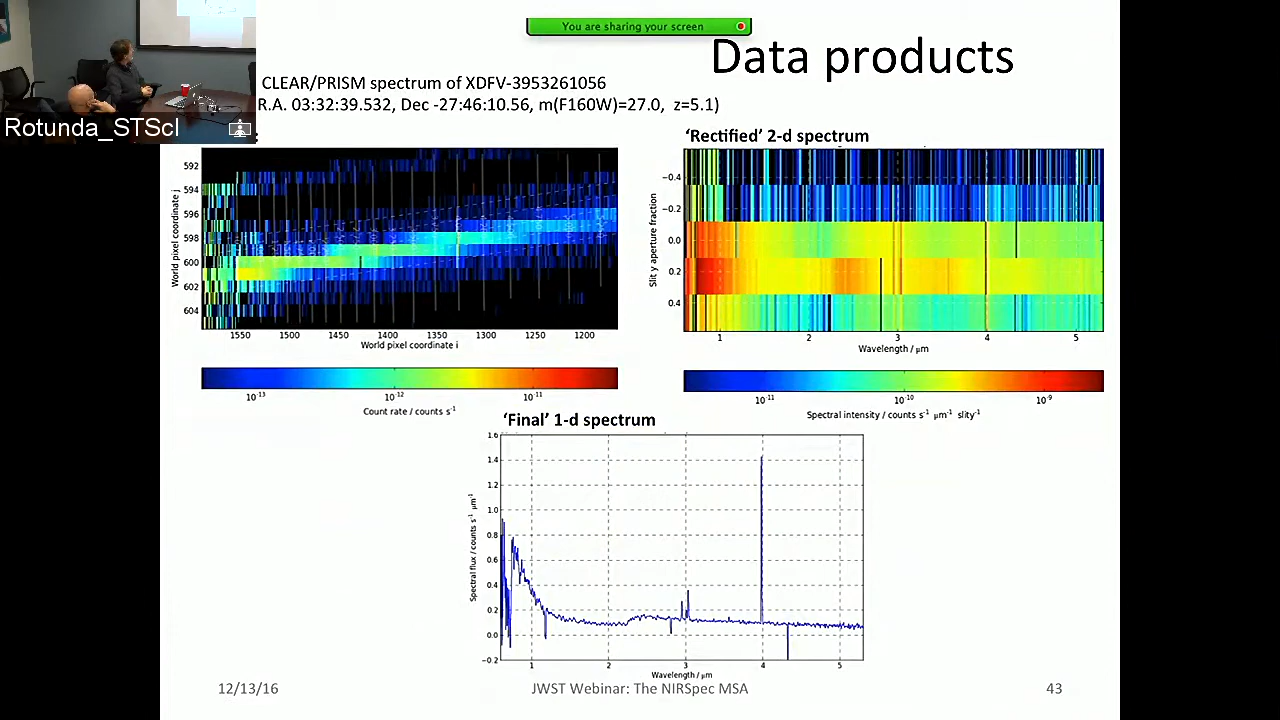 You are sharing your screen
Data products
CLEAR/PRISM spectrum of XDFV-3953261056
R.A. 03:32:39.532, Dec -27:46:10.56, m(F160W)=27.0, z=5.1)
Rotunda_STScI
‘Rectified’ 2-d spectrum
592
594
596
598
600
602
604
World pixel coordinate j
1550 1500 1450 1400 1350 1300 1250 1200
World pixel coordinate i
10⁻¹³ 10⁻¹² 10⁻¹¹
Count rate / counts s⁻¹
−0.4
−0.2
0.0
0.2
0.4
Slit y aperture fraction
1 2 3 4 5
Wavelength / μm
10⁻¹¹ 10⁻¹⁰ 10⁻⁹
Spectral intensity / counts s⁻¹ μm⁻¹ slity⁻¹
‘Final’ 1-d spectrum
1.6
1.4
1.2
1.0
0.8
0.6
0.4
0.2
0.0
−0.2
Spectral flux / counts s⁻¹ μm⁻¹
1 2 3 4 5
Wavelength / μm
12/13/16 JWST Webinar: The NIRSpec MSA 43